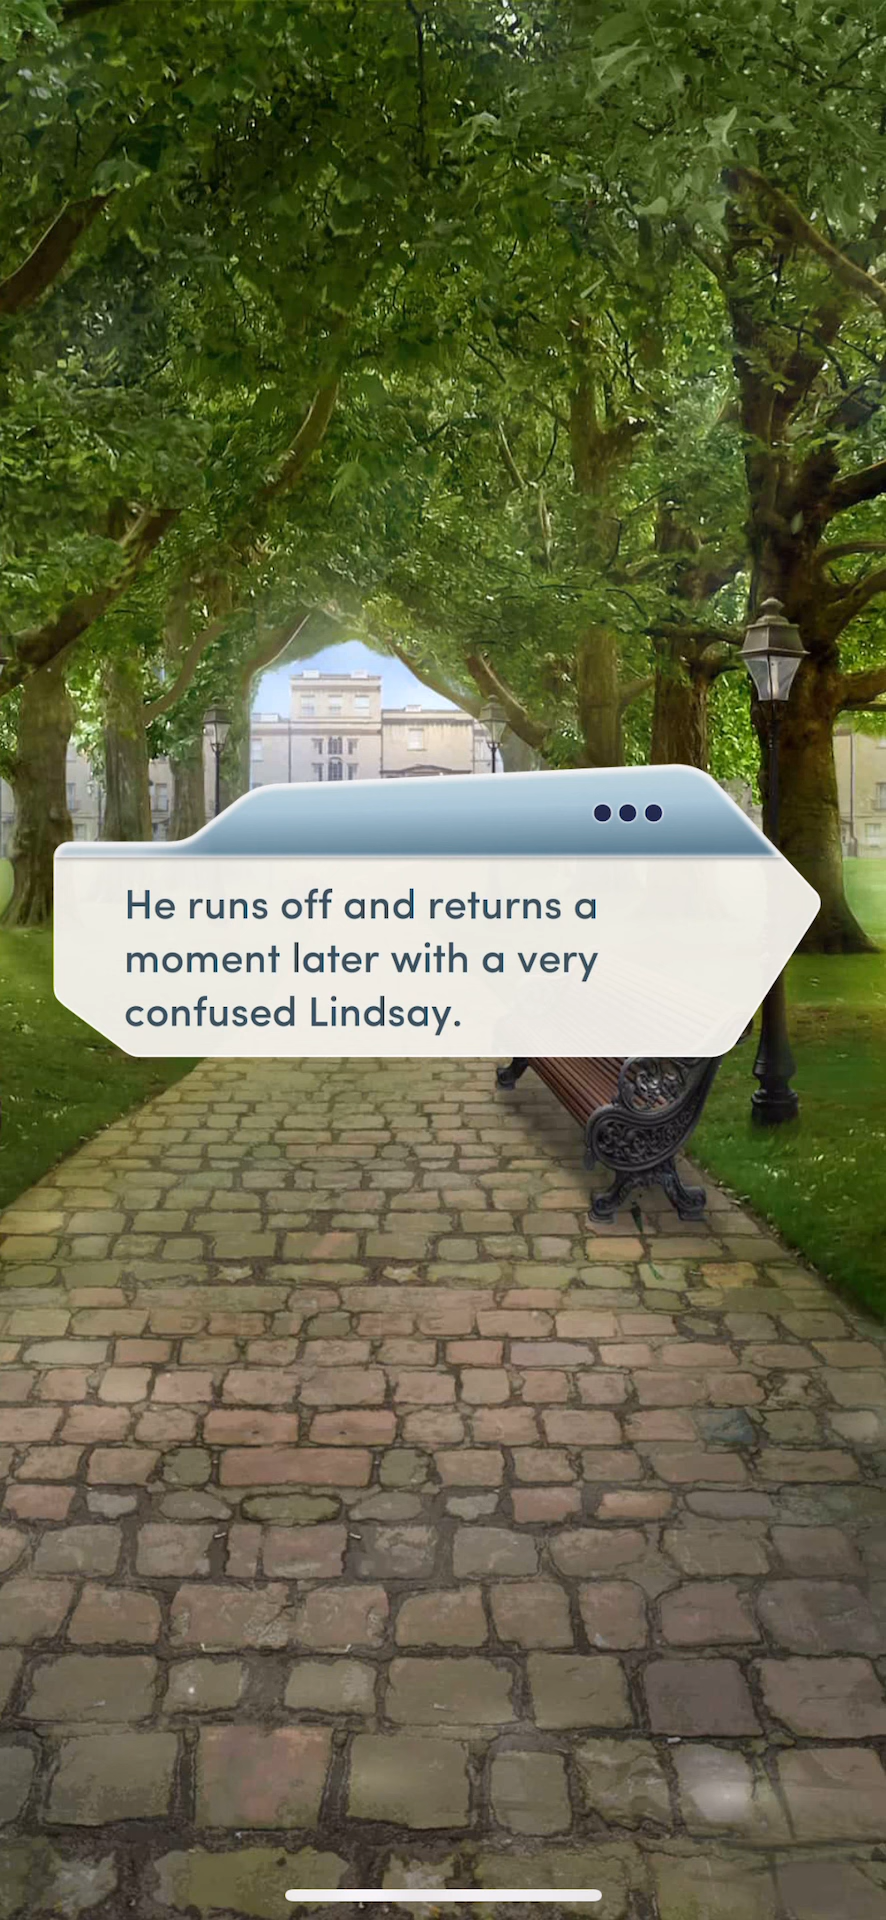 He runs off and returns a
moment later with a very
confused Lindsay.